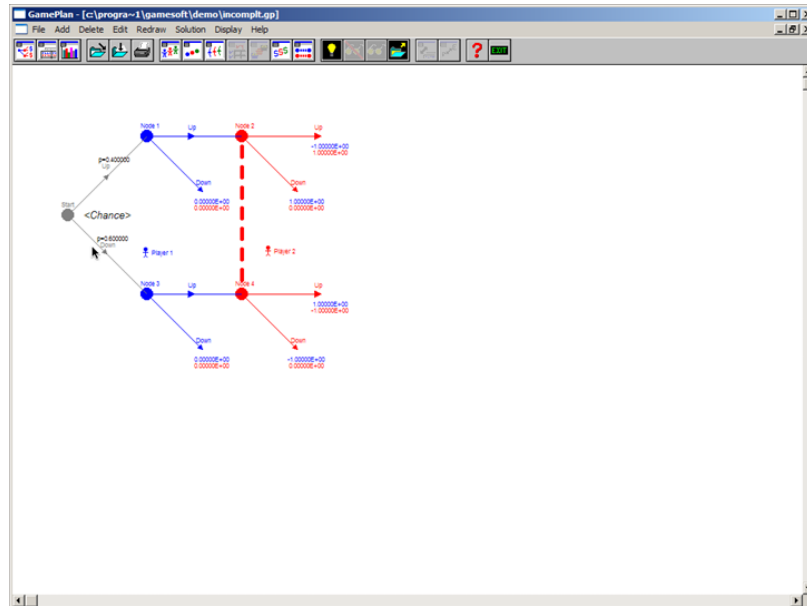 GamePlan - [c:\progra~1\gamesoft\demo\incomplt.gp]
File Add Delete Edit Redraw Solution Display Help
EXIT
Node 1
Up
Node 2
Up
-1.00000E+00
1.00000E+00
p=0.400000
Up
Down
0.00000E+00
0.00000E+00
Down
1.00000E+00
0.00000E+00
Start
<Chance>
p=0.600000
Down
Player 1
Player 2
Node 3
Up
Node 4
Up
1.00000E+00
-1.00000E+00
Down
0.00000E+00
0.00000E+00
Down
-1.00000E+00
0.00000E+00